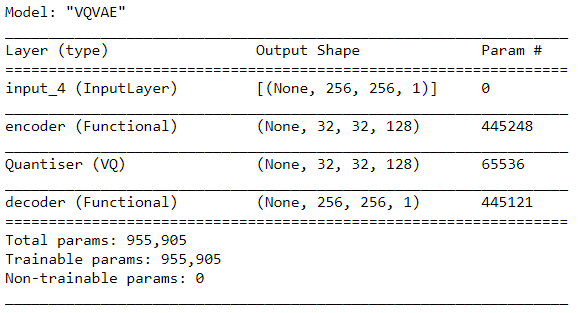 Model: "VQVAE"
Layer (type) Output Shape Param #
input_4 (InputLayer) [(None, 256, 256, 1)] 0
encoder (Functional) (None, 32, 32, 128) 445248
Quantiser (VQ) (None, 32, 32, 128) 65536
decoder (Functional) (None, 256, 256, 1) 445121
Total params: 955,905
Trainable params: 955,905
Non-trainable params: 0